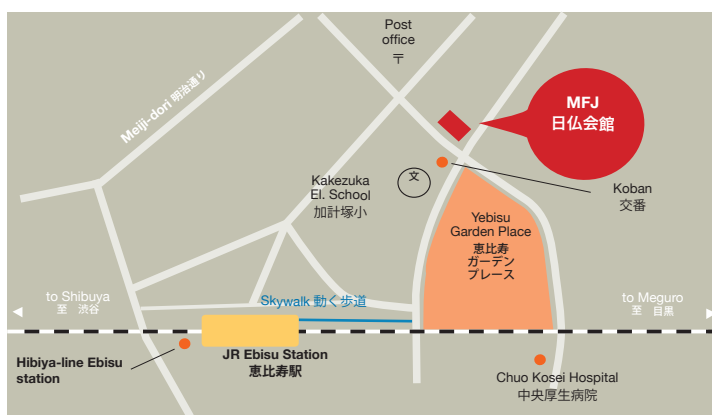 Post
office
〒
Meiji-dori 明治通り
MFJ
日仏会館
文
Kakezuka
El. School
加計塚小
Koban
交番
Yebisu
Garden Place
恵比寿
ガーデン
プレース
to Shibuya
至 渋谷
Skywalk 動く歩道
to Meguro
至 目黒
Hibiya-line Ebisu
station
JR Ebisu Station
恵比寿駅
Chuo Kosei Hospital
中央厚生病院